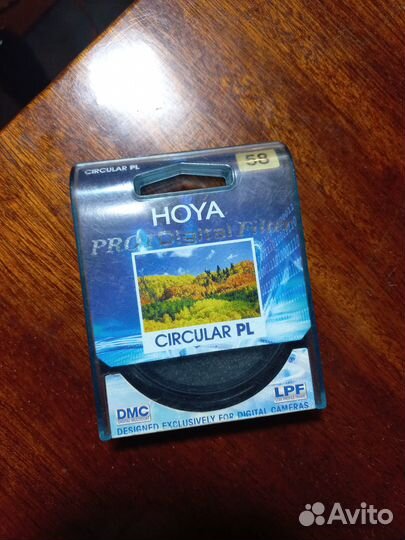 CIRCULAR PL
58
HOYA
PRO1 Digital Filter
CIRCULAR PL
DMC
LPF
DESIGNED EXCLUSIVELY FOR DIGITAL CAMERAS
Avito